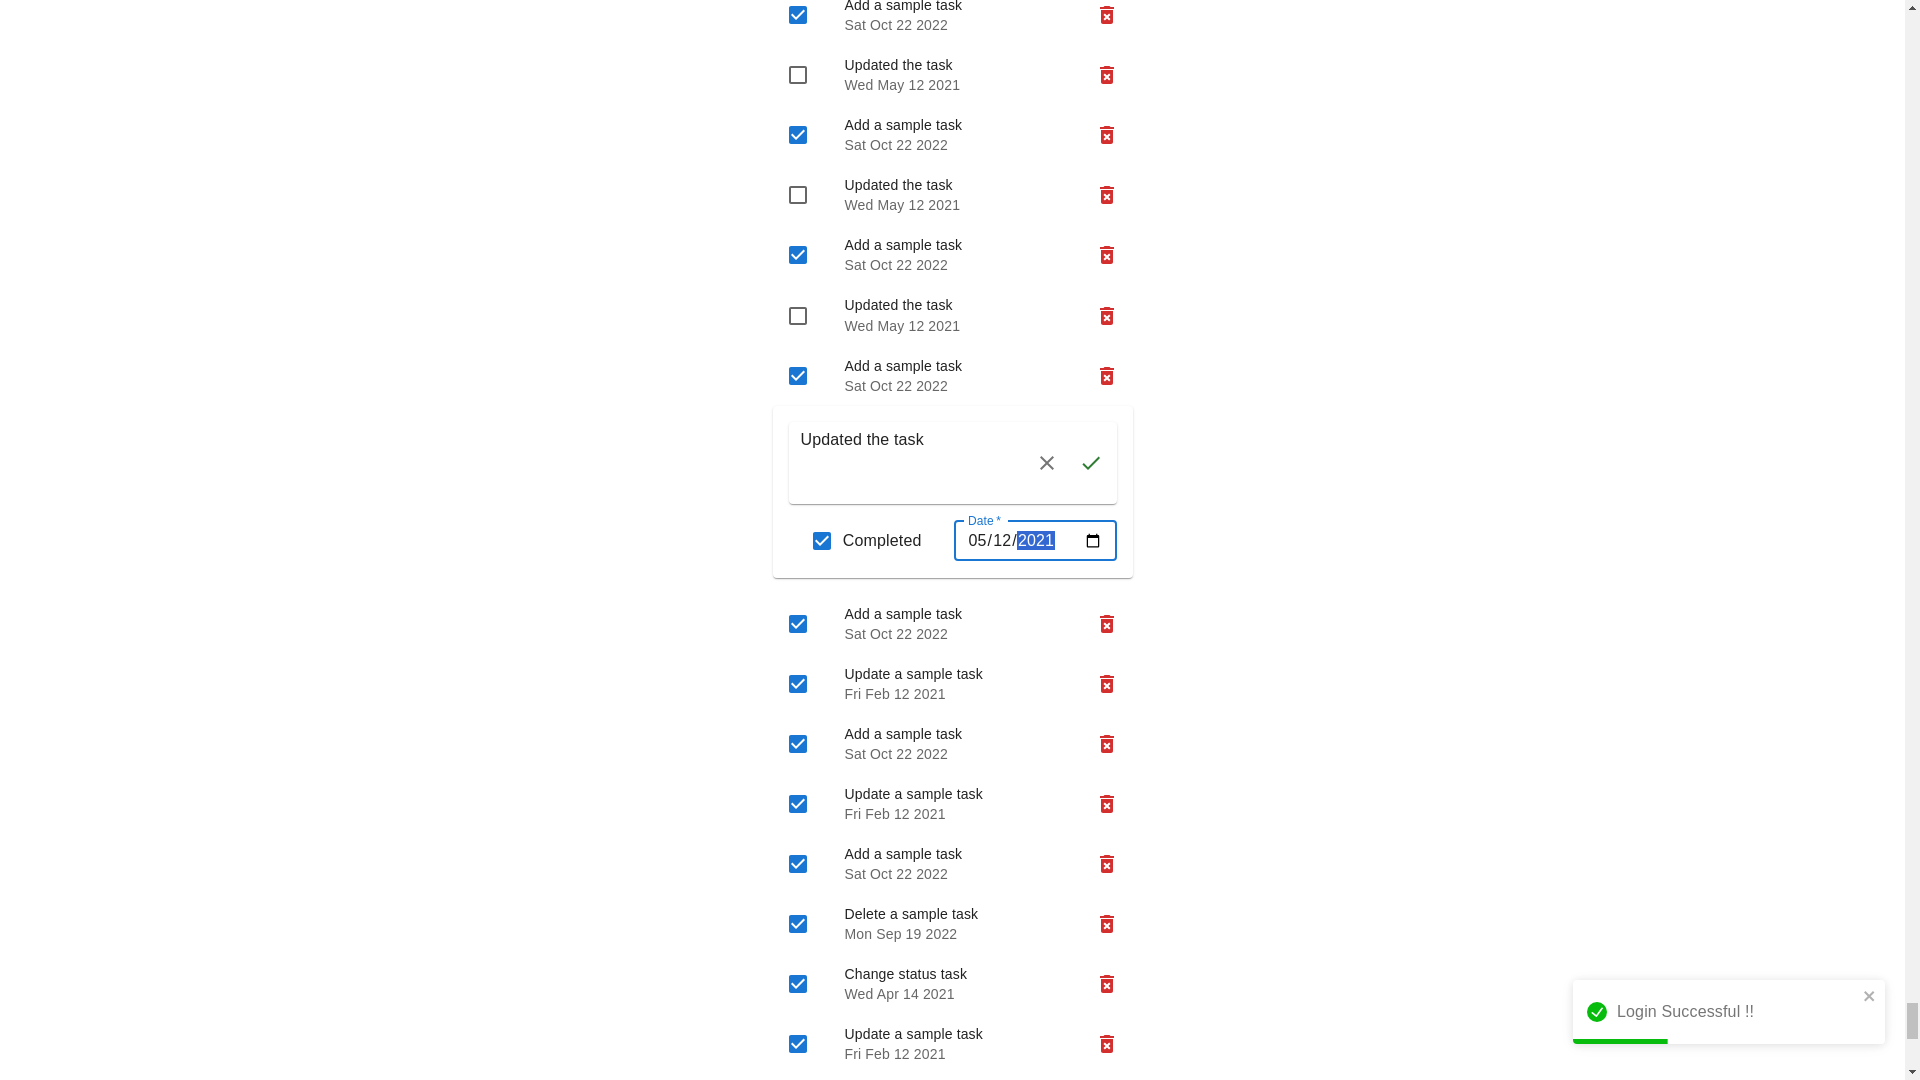 Add a sample task
Sat Oct 22 2022
Updated the task
Wed May 12 2021
Add a sample task
Sat Oct 22 2022
Updated the task
Wed May 12 2021
Add a sample task
Sat Oct 22 2022
Updated the task
Wed May 12 2021
Add a sample task
Sat Oct 22 2022
Updated the task
Date *
Completed
05/12/2021
Add a sample task
Sat Oct 22 2022
Update a sample task
Fri Feb 12 2021
Add a sample task
Sat Oct 22 2022
Update a sample task
Fri Feb 12 2021
Add a sample task
Sat Oct 22 2022
Delete a sample task
Mon Sep 19 2022
Change status task
Wed Apr 14 2021
Login Successful !!
Update a sample task
Fri Feb 12 2021